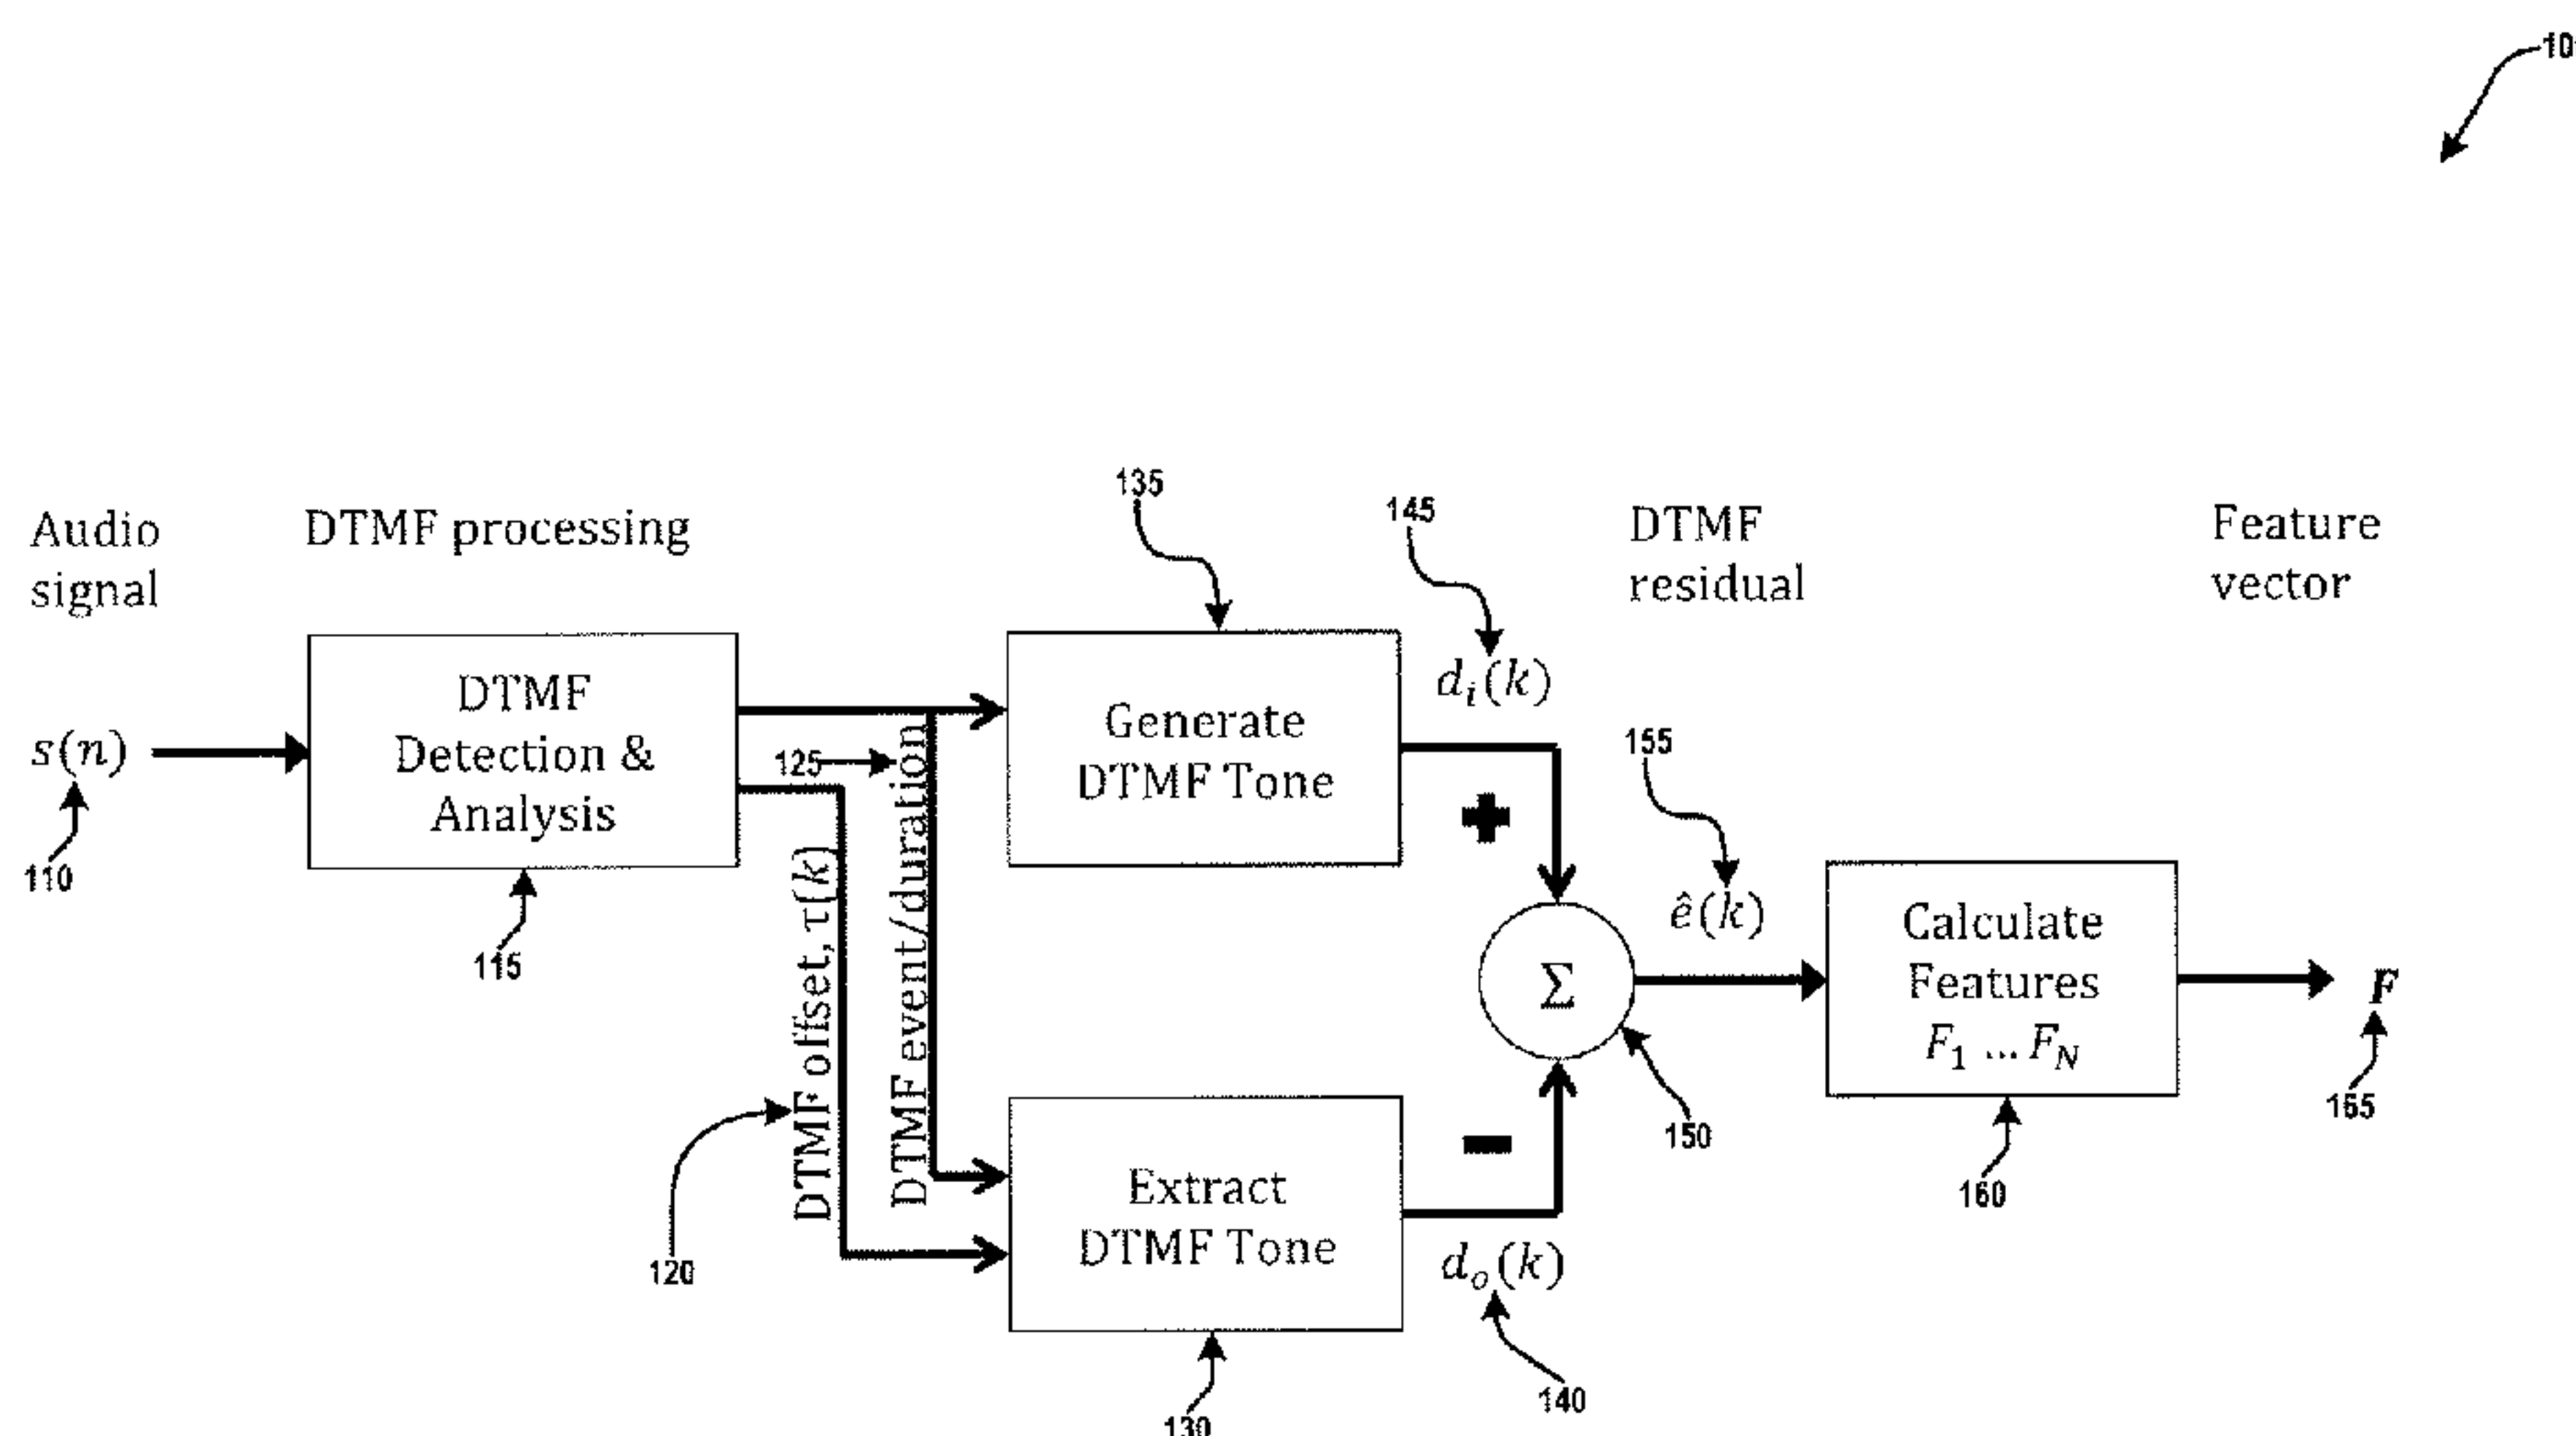 10
135
145
Audio
signal
DTMF processing
DTMF
residual
Feature
vector
d_i(k)
DTMF
Detection &
Analysis
Generate
DTMF Tone
s(n)
125
155
110
115
DTMF offset, τ(k)
DTMF event/duration
+
ê(k)
Σ
Calculate
Features
F_1 ... F_N
F
165
150
160
120
Extract
DTMF Tone
−
d_o(k)
140
130